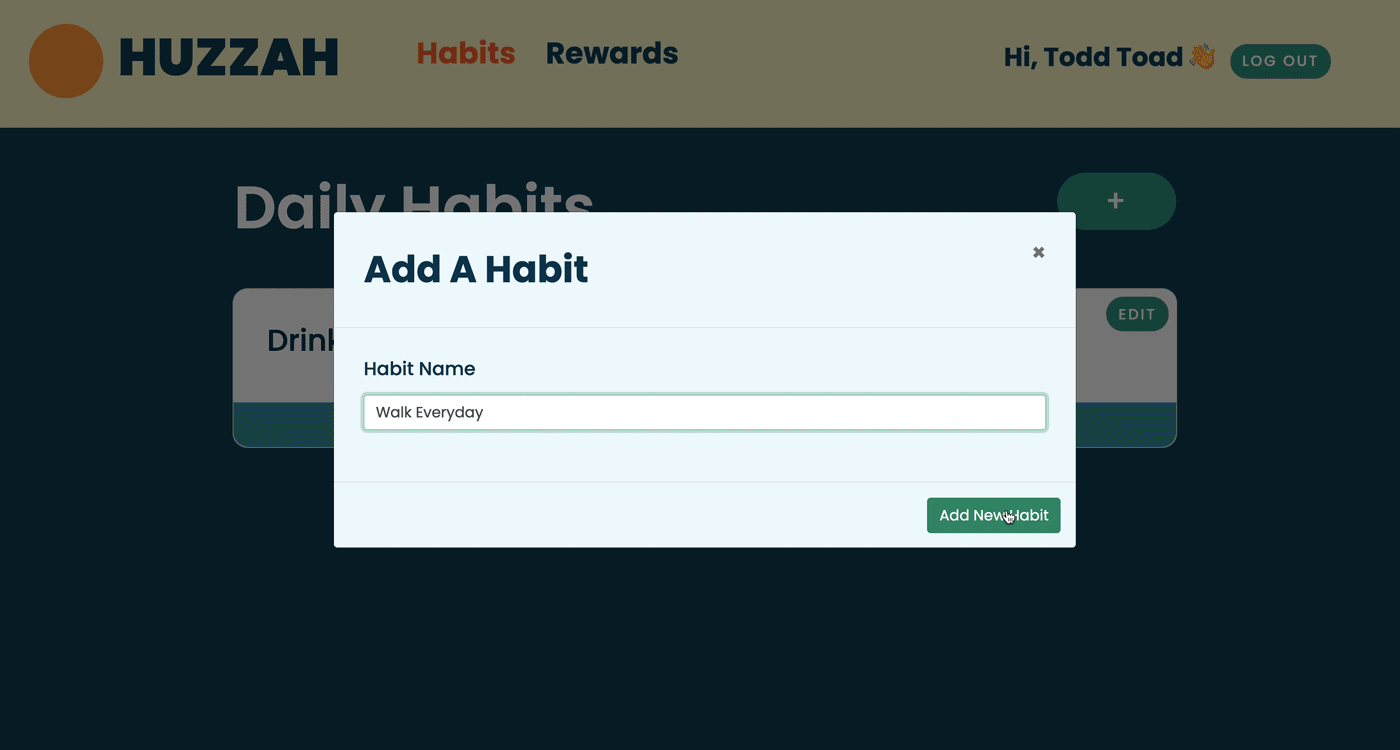 HUZZAH
Habits
Rewards
Hi, Todd Toad 👋
LOG OUT
Daily Habits
+
Add A Habit
✖
EDIT
Habit Name
Walk Everyday
Add New Habit